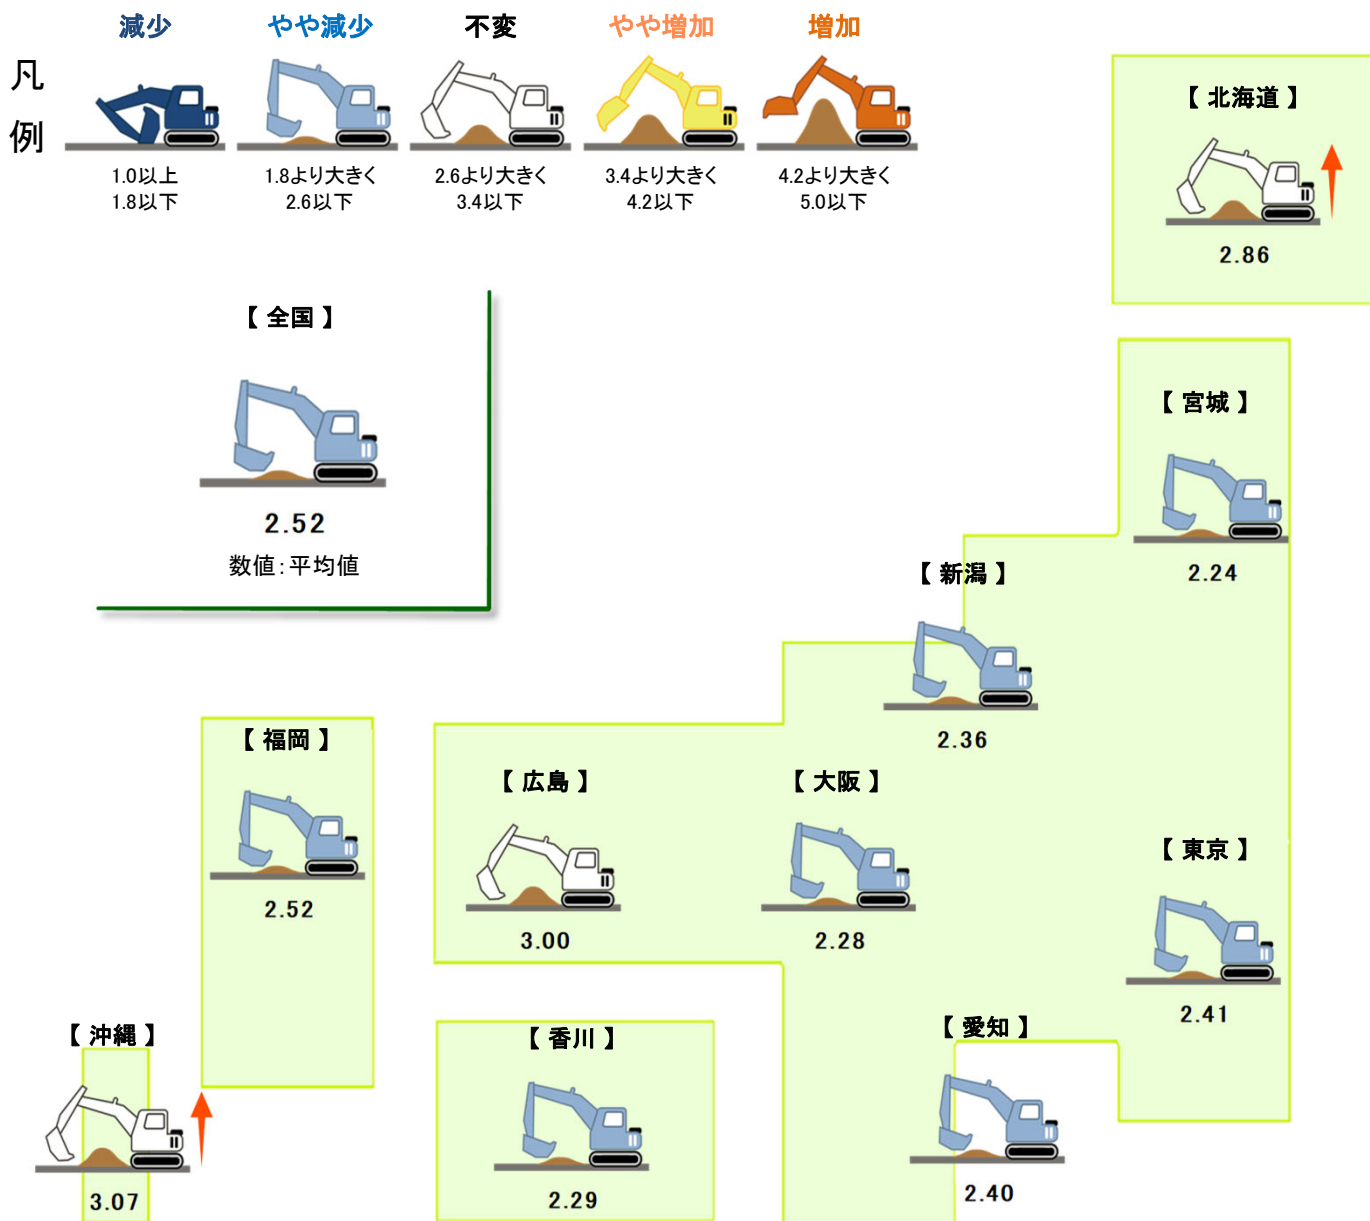 減少 やや減少 不変 やや増加 増加
凡
例
1.0以上 1.8より大きく 2.6より大きく 3.4より大きく 4.2より大きく
1.8以下 2.6以下 3.4以下 4.2以下 5.0以下
【 北海道 】
2.86
【 全国 】
2.52
数値:平均値
【 宮城 】
2.24
【 新潟 】
2.36
【 福岡 】
2.52
【 広島 】
3.00
【 大阪 】
2.28
【 東京 】
2.41
【 沖縄 】
3.07
【 香川 】
2.29
【 愛知 】
2.40